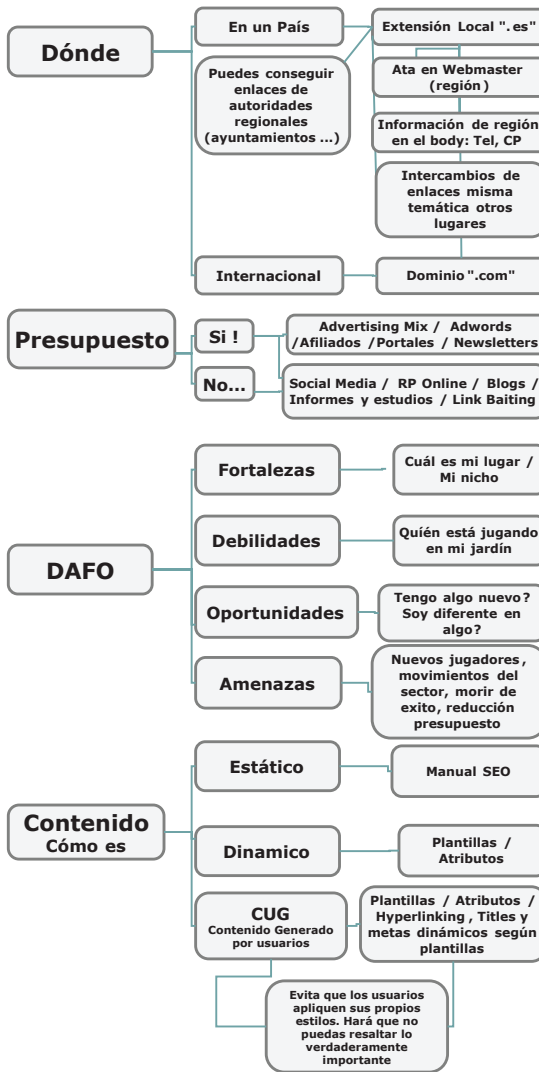 Dónde
En un País
Puedes conseguir
enlaces de
autoridades
regionales
(ayuntamientos ...)
Extensión Local ".es"
Ata en Webmaster
(región)
Información de región
en el body: Tel, CP
Intercambios de
enlaces misma
temática otros
lugares
Internacional
Dominio ".com"
Presupuesto
Si !
Advertising Mix / Adwords
/Afiliados /Portales / Newsletters
No...
Social Media / RP Online / Blogs /
Informes y estudios / Link Baiting
DAFO
Fortalezas
Cuál es mi lugar /
Mi nicho
Debilidades
Quíén está jugando
en mi jardín
Oportunidades
Tengo algo nuevo?
Soy diferente en
algo?
Amenazas
Nuevos jugadores,
movimientos del
sector, morir de
exito, reducción
presupuesto
Contenido
Cómo es
Estático
Manual SEO
Dinamico
Plantillas /
Atributos
CUG
Contenido Generado
por usuarios
Plantillas / Atributos /
Hyperlinking , Titles y
metas dinámicos según
plantillas
Evita que los usuarios
apliquen sus propios
estilos. Hará que no
puedas resaltar lo
verdaderamente
importante